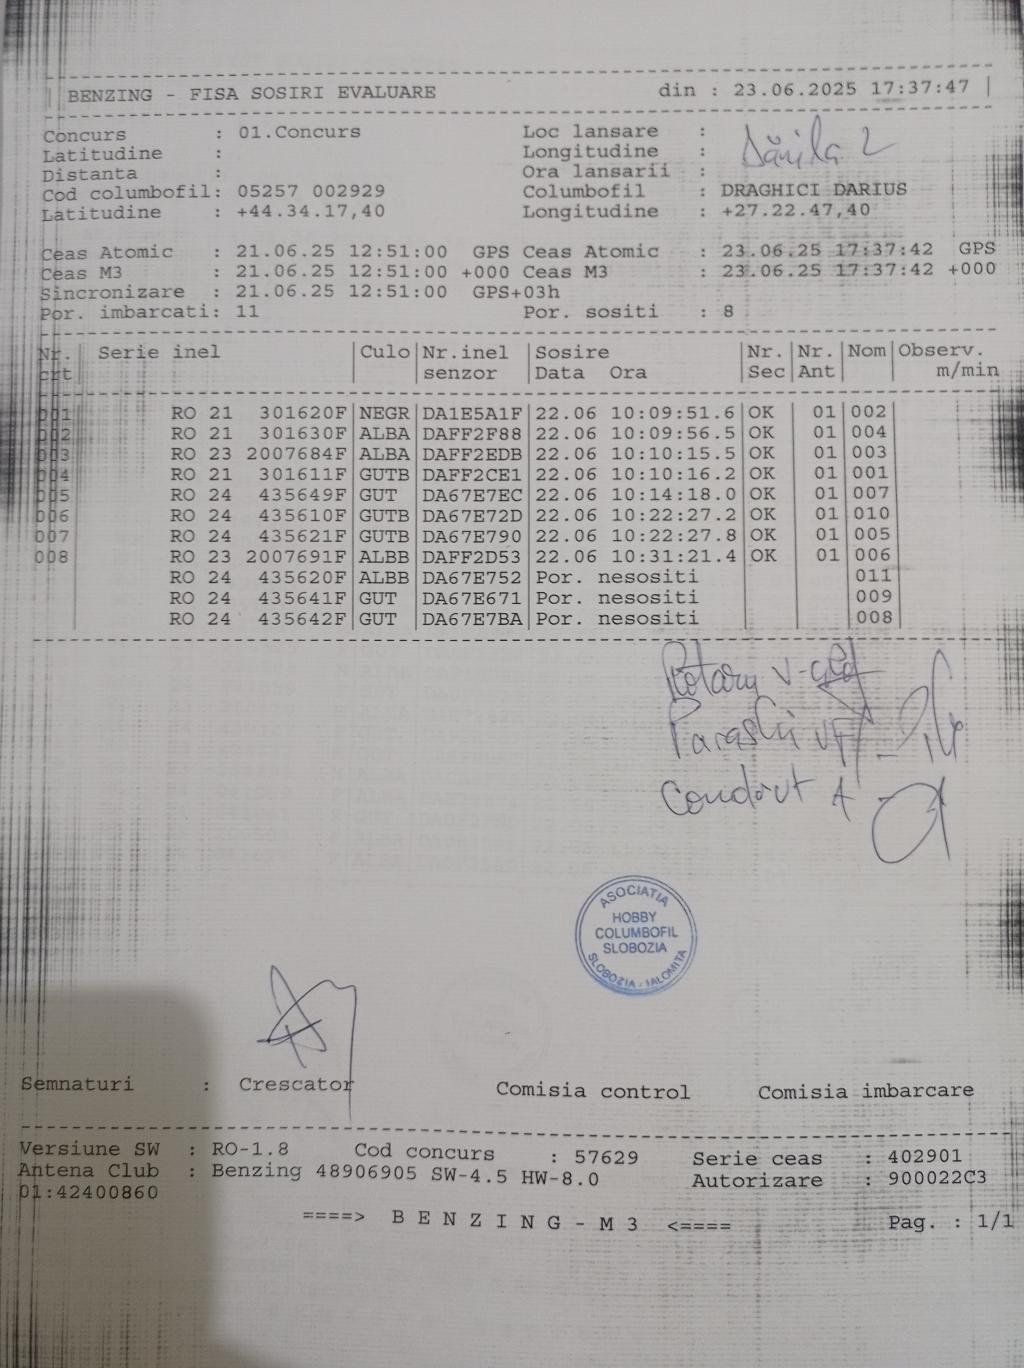 BENZING - FISA SOSIRI EVALUARE din : 23.06.2025 17:37:47
Concurs : 01.Concurs Loc lansare :
Latitudine : Longitudine :
Distanta : Ora lansarii :
Cod columbofil: 05257 002929 Columbofil : DRAGHICI DARIUS
Latitudine : +44.34.17,40 Longitudine : +27.22.47,40
Ceas Atomic : 21.06.25 12:51:00 GPS Ceas Atomic : 23.06.25 17:37:42 GPS
Ceas M3 : 21.06.25 12:51:00 +000 Ceas M3 : 23.06.25 17:37:42 +000
Sincronizare : 21.06.25 12:51:00 GPS+03h
Por. imbarcati: 11 Por. sositi : 8
Nr. Serie inel Culo Nr.inel Sosire Nr. Nr. Nom Observ.
crt senzor Data Ora Sec Ant m/min
001 RO 21 301620F NEGR DA1E5A1F 22.06 10:09:51.6 OK 01 002
002 RO 21 301630F ALBA DAFF2F88 22.06 10:09:56.5 OK 01 004
003 RO 23 2007684F ALBA DAFF2EDB 22.06 10:10:15.5 OK 01 003
004 RO 21 301611F GUTB DAFF2CE1 22.06 10:10:16.2 OK 01 001
005 RO 24 435649F GUT DA67E7EC 22.06 10:14:18.0 OK 01 007
006 RO 24 435610F GUTB DA67E72D 22.06 10:22:27.2 OK 01 010
007 RO 24 435621F GUTB DA67E790 22.06 10:22:27.8 OK 01 005
008 RO 23 2007691F ALBB DAFF2D53 22.06 10:31:21.4 OK 01 006
RO 24 435620F ALBB DA67E752 Por. nesositi 011
RO 24 435641F GUT DA67E671 Por. nesositi 009
RO 24 435642F GUT DA67E7BA Por. nesositi 008
ASOCIATIA
HOBBY
COLUMBOFIL
SLOBOZIA
SLOBOZIA - IALOMITA
Semnaturi : Crescator Comisia control Comisia imbarcare
Versiune SW : RO-1.8 Cod concurs : 57629 Serie ceas : 402901
Antena Club : Benzing 48906905 SW-4.5 HW-8.0 Autorizare : 900022C3
01:42400860
====> B E N Z I N G - M 3 <==== Pag. : 1/1